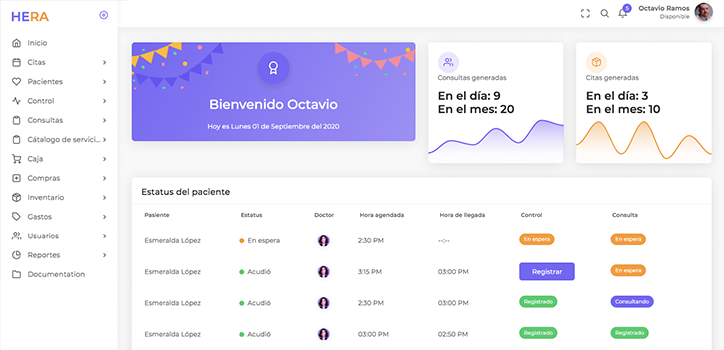 HERA
Octavio Ramos
Disponible
5
Inicio
Citas
Pacientes
Control
Consultas
Cátalogo de servici...
Caja
Compras
Inventario
Gastos
Usuarios
Reportes
Documentation
Bienvenido Octavio
Hoy es Lunes 01 de Septiembre del 2020
Consultas generadas
En el día: 9
En el mes: 20
Citas generadas
En el día: 3
En el mes: 10
Estatus del paciente
Pasiente Estatus Doctor Hora agendada Hora de llegada Control Consulta
Esmeralda López En espera 2:30 PM --:-- En espera En espera
Esmeralda López Acudió 3:15 PM 03:00 PM Registrar En espera
Esmeralda López Acudió 2:30 PM 03:00 PM Registrado Consultando
Esmeralda López Acudió 03:00 PM 02:50 PM Registrado Registrado